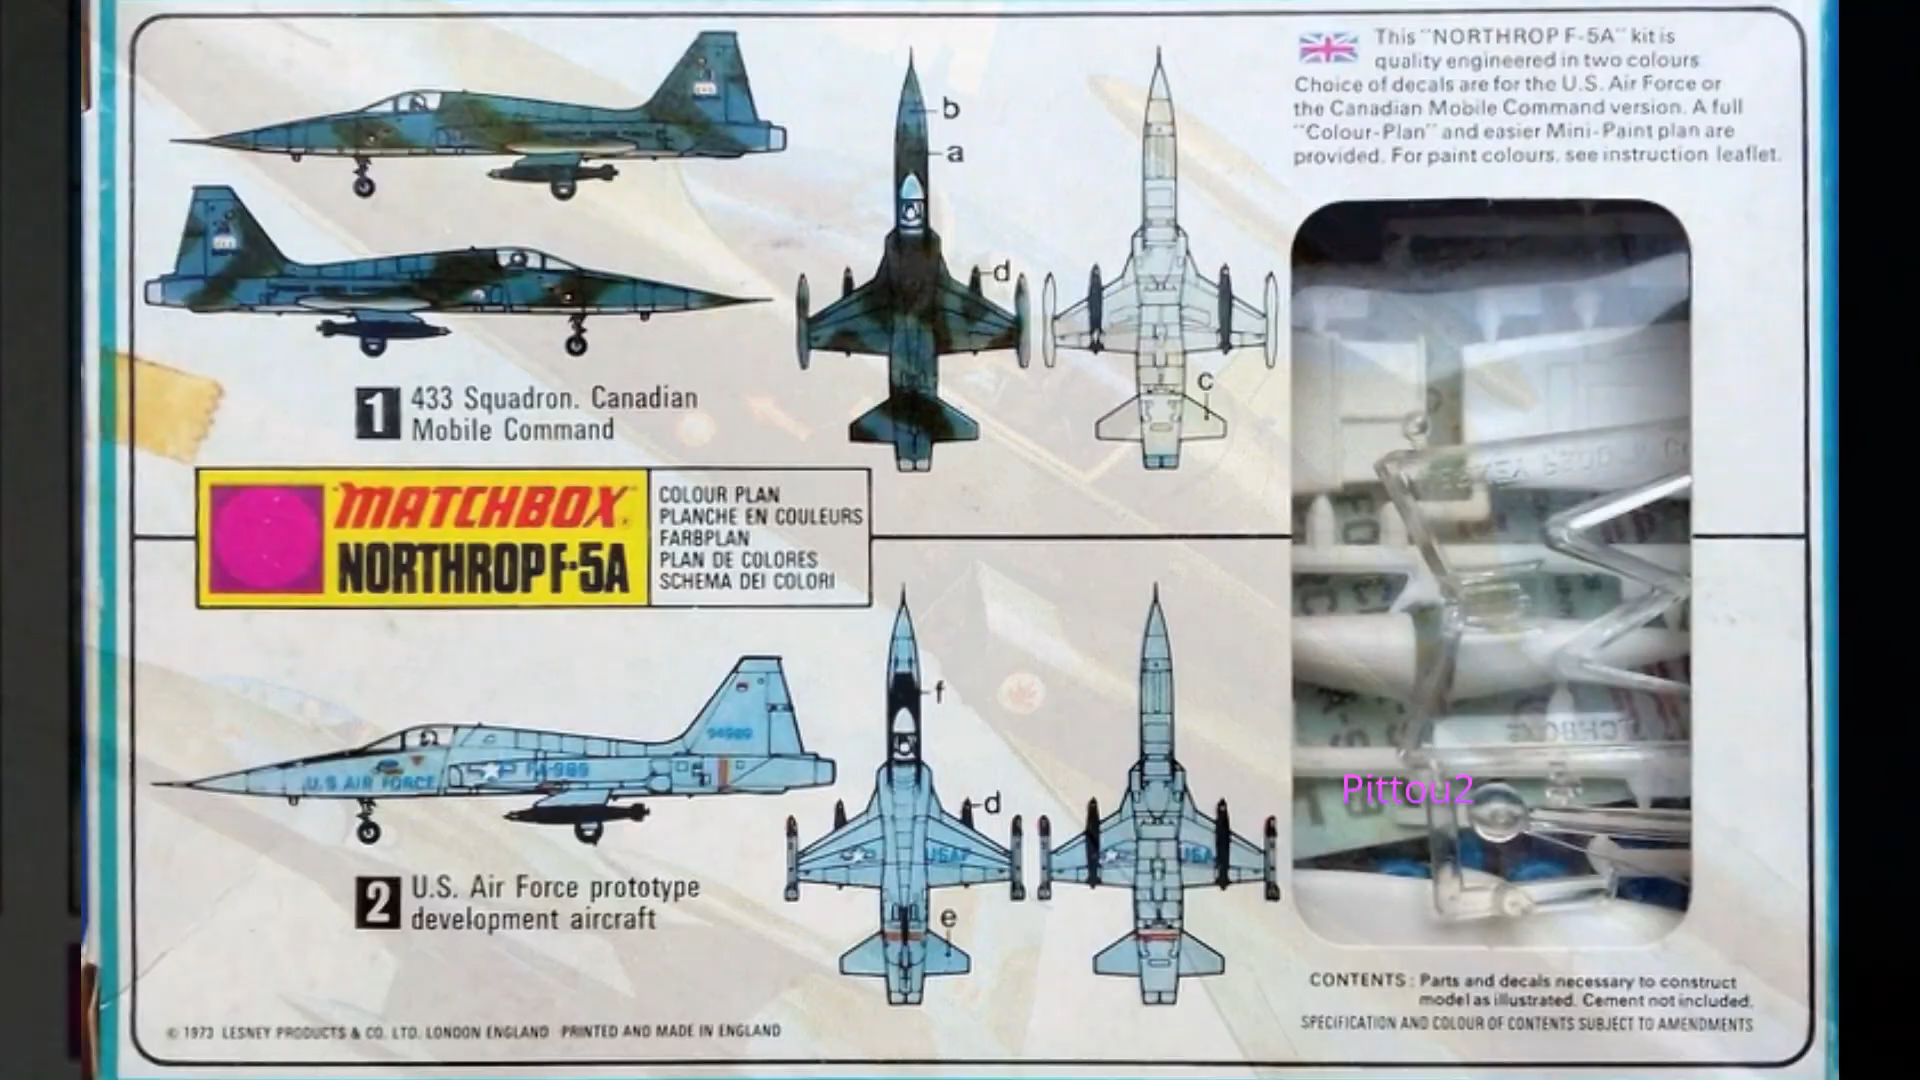 This "NORTHROP F-5A" kit is
quality engineered in two colours
Choice of decals are for the U.S. Air Force or
the Canadian Mobile Command version. A full
"Colour-Plan" and easier Mini-Paint plan are
provided. For paint colours, see instruction leaflet.
b
a
d
c
1 433 Squadron. Canadian
Mobile Command
"MATCHBOX"
NORTHROP F-5A
COLOUR PLAN
PLANCHE EN COULEURS
FARBPLAN
PLAN DE COLORES
SCHEMA DEI COLORI
f
94989
U.S. AIR FORCE
FA-989
d
USAF
USAF
e
2 U.S. Air Force prototype
development aircraft
Pittou2
CONTENTS : Parts and decals necessary to construct
model as illustrated. Cement not included.
SPECIFICATION AND COLOUR OF CONTENTS SUBJECT TO AMENDMENTS
© 1973 LESNEY PRODUCTS & CO. LTD. LONDON ENGLAND PRINTED AND MADE IN ENGLAND